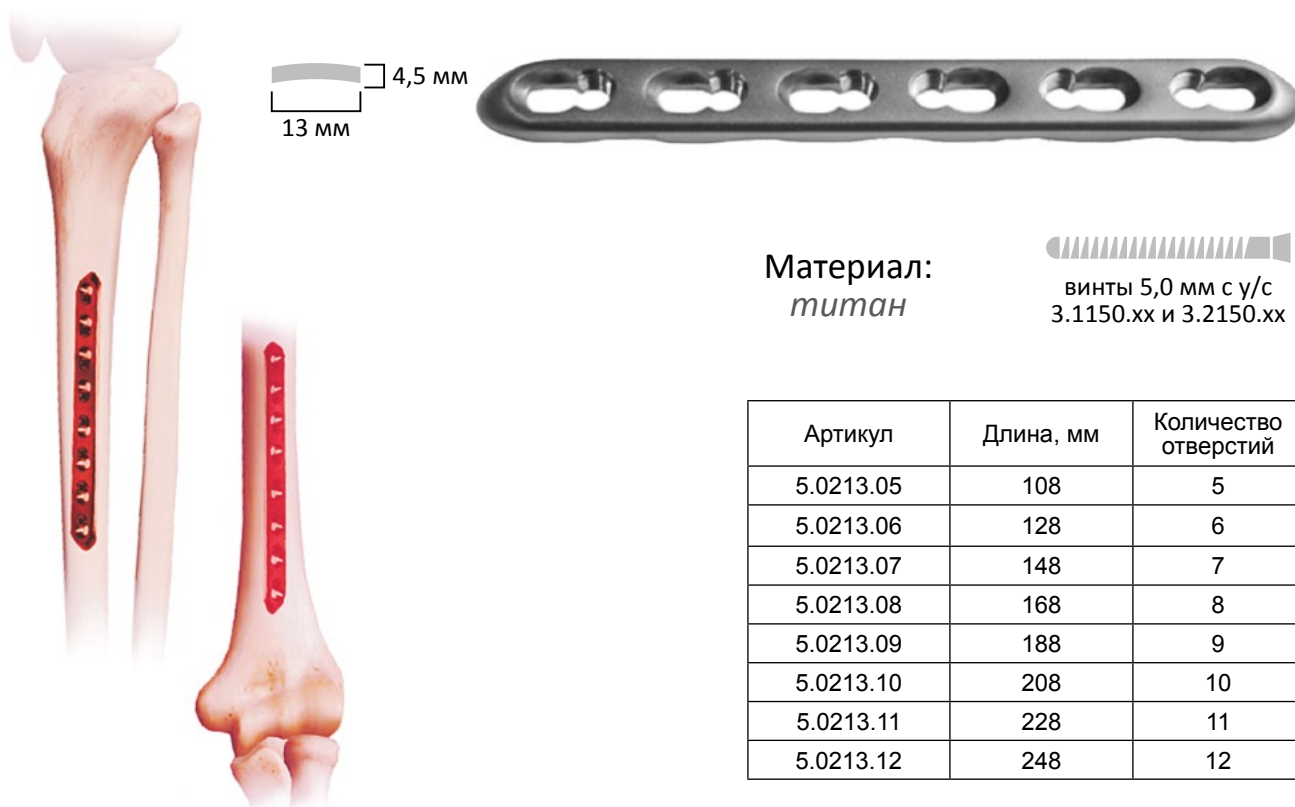 4,5 мм
13 мм
Материал:
титан
винты 5,0 мм с у/с
3.1150.xx и 3.2150.xx
Артикул Длина, мм Количество
отверстий
5.0213.05 108 5
5.0213.06 128 6
5.0213.07 148 7
5.0213.08 168 8
5.0213.09 188 9
5.0213.10 208 10
5.0213.11 228 11
5.0213.12 248 12